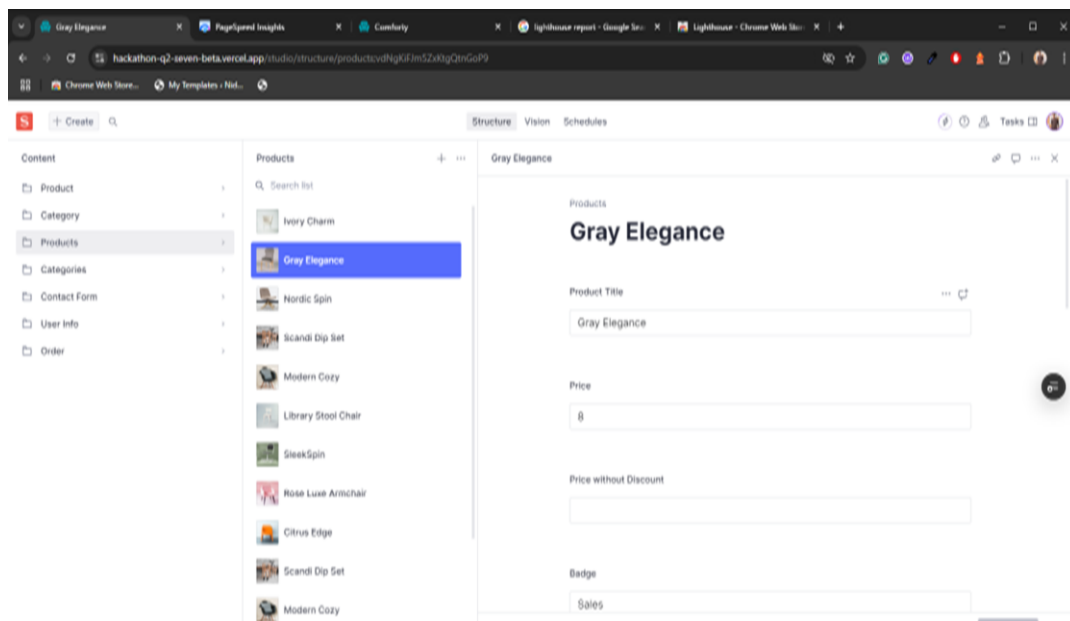 Gray Elegance
PageSpeed Insights
Comforty
lighthouse report - Google Sea
Lighthouse - Chrome Web Stor
hackathon-q2-seven-beta.vercel.app/studio/structure/products;
Chrome Web Store...
My Templates ‹ Nid...
S
+ Create
Structure
Vision
Schedules
Tasks
Content
Product
Category
Products
Categories
Contact Form
User Info
Order
Products
Search list
Ivory Charm
Gray Elegance
Nordic Spin
Scandi Dip Set
Modern Cozy
Library Stool Chair
SleekSpin
Rose Luxe Armchair
Citrus Edge
Scandi Dip Set
Modern Cozy
Gray Elegance
Products
Gray Elegance
Product Title
Gray Elegance
Price
8
Price without Discount
Badge
Sales